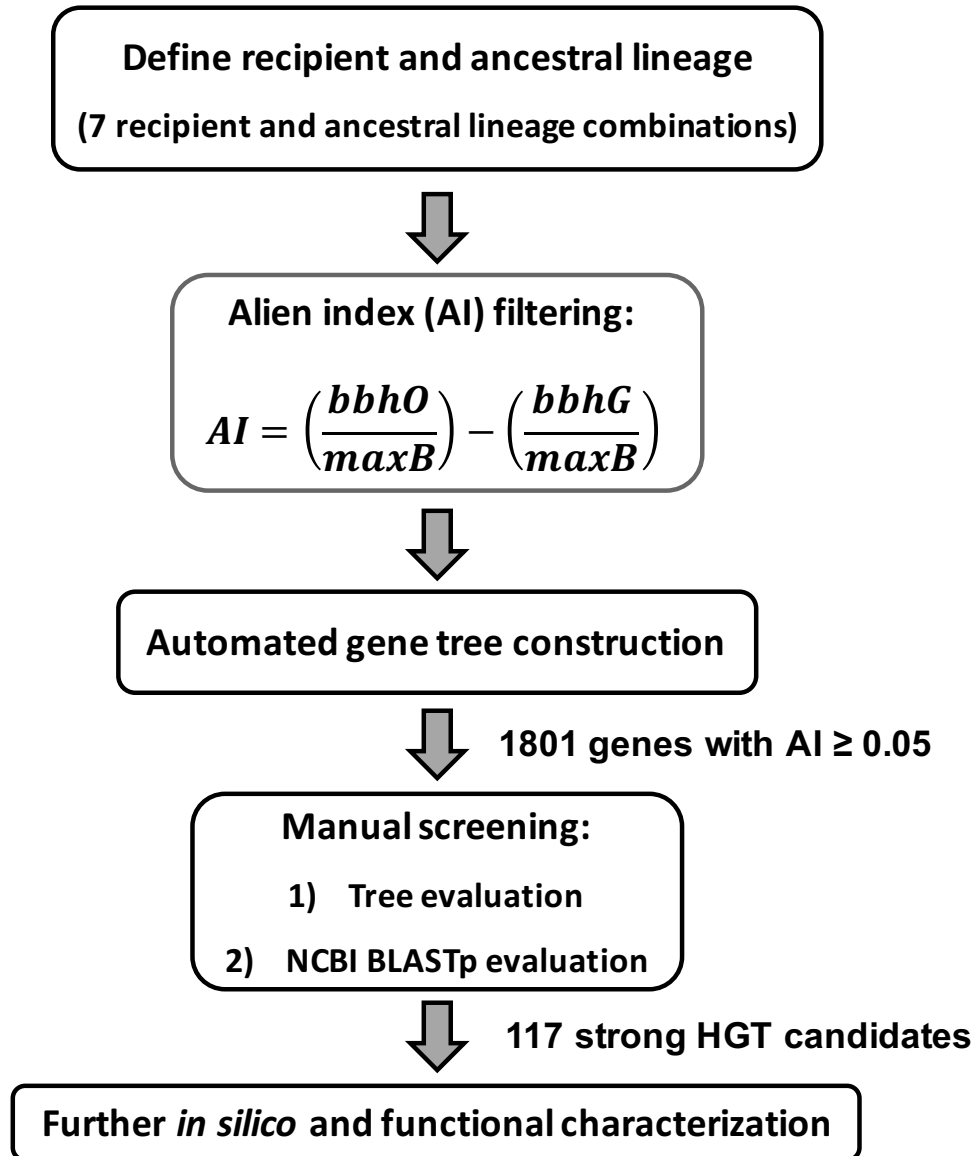 Define recipient and ancestral lineage
(7 recipient and ancestral lineage combinations)
Alien index (AI) filtering:
AI = (bbhO/maxB) − (bbhG/maxB)
Automated gene tree construction
1801 genes with AI ≥ 0.05
Manual screening:
1) Tree evaluation
2) NCBI BLASTp evaluation
117 strong HGT candidates
Further in silico and functional characterization